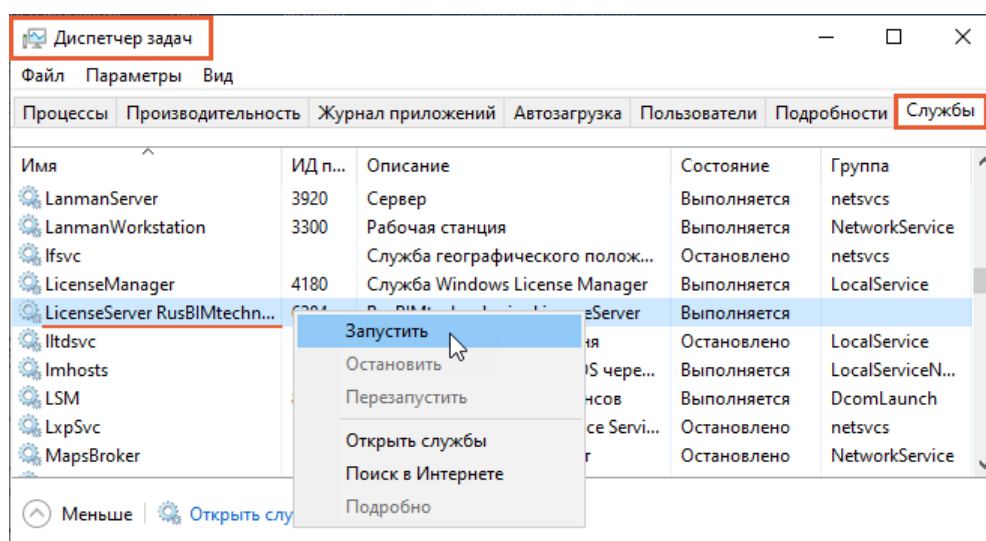 Диспетчер задач
Файл Параметры Вид
Процессы Производительность Журнал приложений Автозагрузка Пользователи Подробности Службы
Имя ИД п... Описание Состояние Группа
LanmanServer 3920 Сервер Выполняется netsvcs
LanmanWorkstation 3300 Рабочая станция Выполняется NetworkService
lfsvc Служба географического полож... Остановлено netsvcs
LicenseManager 4180 Служба Windows License Manager Выполняется LocalService
LicenseServer RusBIMtechn... Выполняется
Запустить
lltdsvc Остановлено LocalService
Остановить
lmhosts чере... Выполняется LocalServiceN...
Перезапустить
LSM Выполняется DcomLaunch
LxpSvc ce Servi... Остановлено netsvcs
Открыть службы
MapsBroker Остановлено NetworkService
Поиск в Интернете
Подробно
Меньше Открыть слу